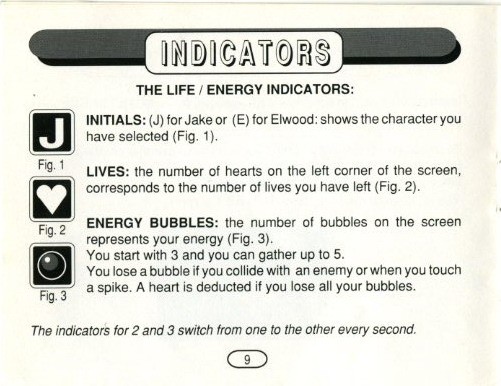 INDICATORS
THE LIFE / ENERGY INDICATORS:
J
INITIALS: (J) for Jake or (E) for Elwood: shows the character you
have selected (Fig. 1).
Fig. 1
LIVES: the number of hearts on the left corner of the screen,
corresponds to the number of lives you have left (Fig. 2).
Fig. 2
ENERGY BUBBLES: the number of bubbles on the screen
represents your energy (Fig. 3).
You start with 3 and you can gather up to 5.
You lose a bubble if you collide with an enemy or when you touch
a spike. A heart is deducted if you lose all your bubbles.
Fig. 3
The indicators for 2 and 3 switch from one to the other every second.
9